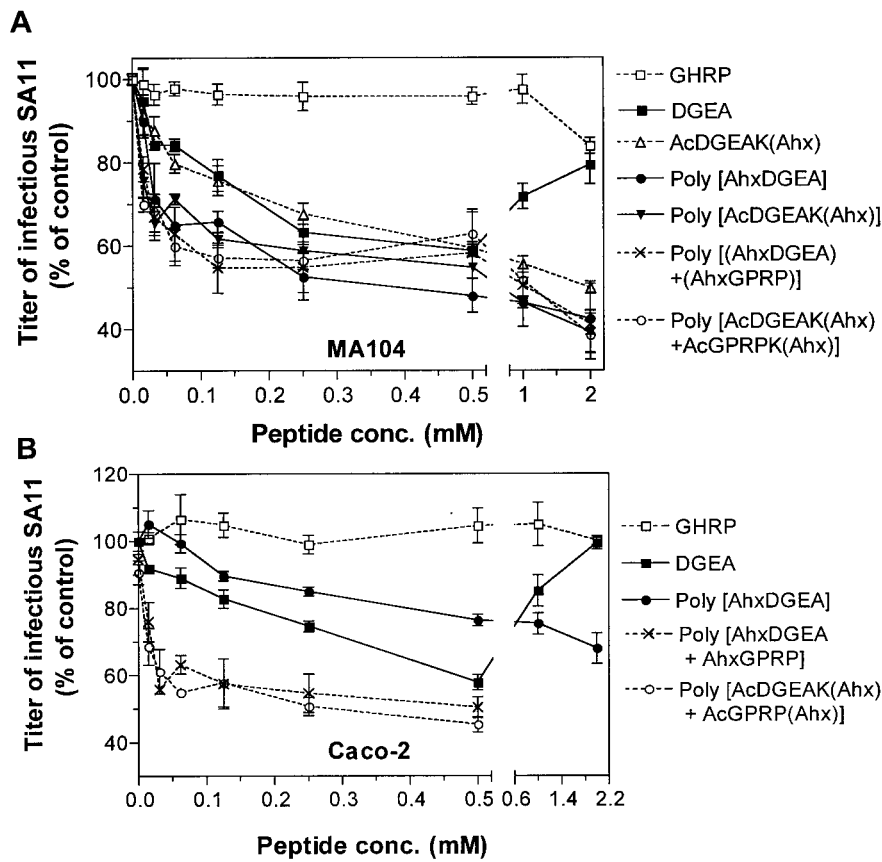 A
Titer of infectious SA11
(% of control)
100
80
60
40
MA104
0.0 0.1 0.2 0.3 0.4 0.5 1 2
Peptide conc. (mM)
GHRP
DGEA
AcDGEAK(Ahx)
Poly [AhxDGEA]
Poly [AcDGEAK(Ahx)]
Poly [(AhxDGEA)
+(AhxGPRP)]
Poly [AcDGEAK(Ahx)
+AcGPRPK(Ahx)]
B
Titer of infectious SA11
(% of control)
120
100
80
60
40
Caco-2
0.0 0.1 0.2 0.3 0.4 0.5 0.6 1.4 2.2
Peptide conc. (mM)
GHRP
DGEA
Poly [AhxDGEA]
Poly [AhxDGEA
+ AhxGPRP]
Poly [AcDGEAK(Ahx)
+ AcGPRP(Ahx)]